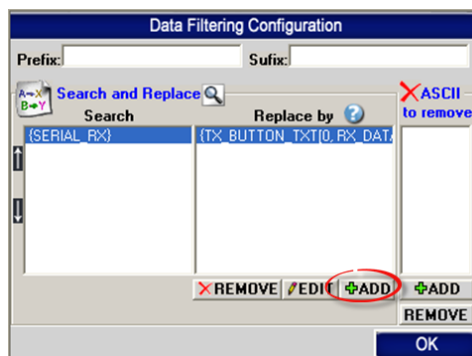 Data Filtering Configuration
Prefix: Sufix:
A→X
B→Y
Search and Replace
ASCII
to remove
Search Replace by ?
{SERIAL_RX} {TX_BUTTON_TXT(0, RX_DATA
REMOVE EDIT ADD ADD
REMOVE
OK